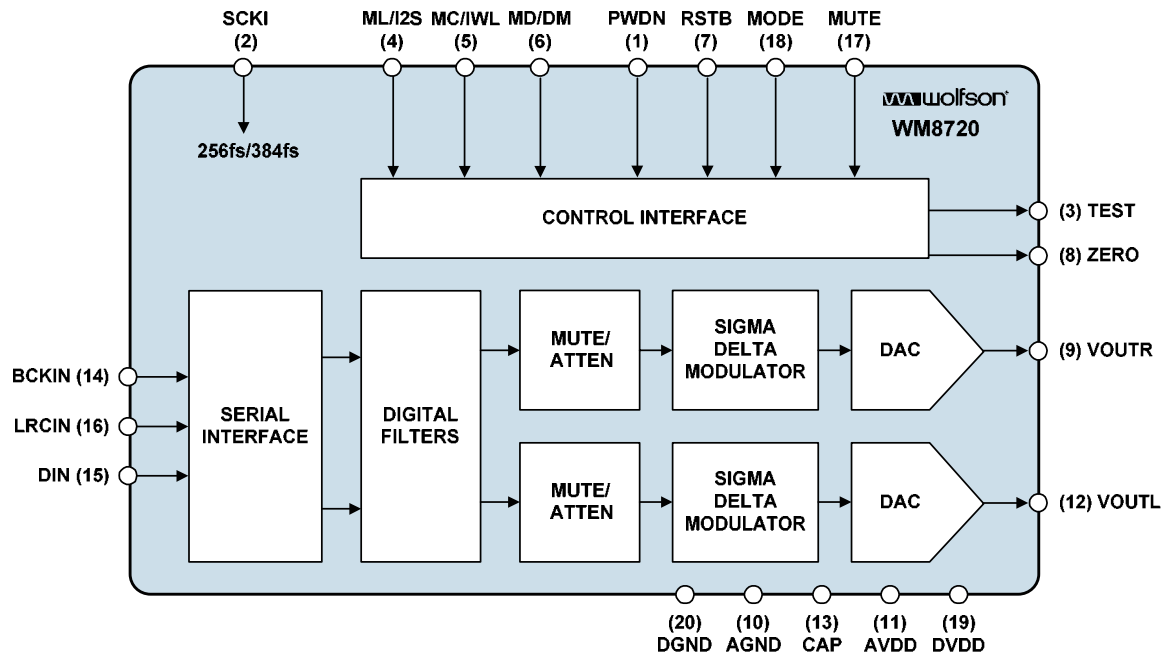 SCKI
(2)
ML/I2S
(4)
MC/IWL
(5)
MD/DM
(6)
PWDN
(1)
RSTB
(7)
MODE
(18)
MUTE
(17)
wolfson
WM8720
256fs/384fs
CONTROL INTERFACE
(3) TEST
(8) ZERO
BCKIN (14)
LRCIN (16)
DIN (15)
SERIAL
INTERFACE
DIGITAL
FILTERS
MUTE/
ATTEN
SIGMA
DELTA
MODULATOR
DAC
(9) VOUTR
MUTE/
ATTEN
SIGMA
DELTA
MODULATOR
DAC
(12) VOUTL
(20)
DGND
(10)
AGND
(13)
CAP
(11)
AVDD
(19)
DVDD